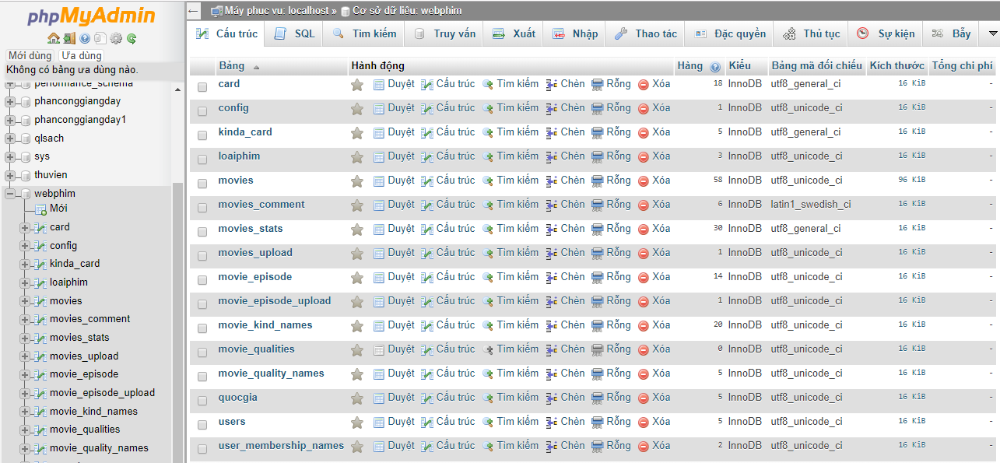 phpMyAdmin
Mới dùng Ưa dùng
Không có bảng ưa dùng nào.
performance_schema
phanconggiangday
phanconggiangday1
qlsach
sys
thuvien
webphim
Mới
card
config
kinda_card
loaiphim
movies
movies_comment
movies_stats
movies_upload
movie_episode
movie_episode_upload
movie_kind_names
movie_qualities
movie_quality_names
Máy phục vụ: localhost » Cơ sở dữ liệu: webphim
Cấu trúc SQL Tìm kiếm Truy vấn Xuất Nhập Thao tác Đặc quyền Thủ tục Sự kiện Bẫy
Bảng Hành động Hàng Kiểu Bảng mã đối chiếu Kích thước Tổng chi phí
card Duyệt Cấu trúc Tìm kiếm Chèn Rỗng Xóa 18 InnoDB utf8_general_ci 16 KiB -
config Duyệt Cấu trúc Tìm kiếm Chèn Rỗng Xóa 1 InnoDB utf8_unicode_ci 16 KiB -
kinda_card Duyệt Cấu trúc Tìm kiếm Chèn Rỗng Xóa 5 InnoDB utf8_general_ci 16 KiB -
loaiphim Duyệt Cấu trúc Tìm kiếm Chèn Rỗng Xóa 3 InnoDB utf8_unicode_ci 16 KiB -
movies Duyệt Cấu trúc Tìm kiếm Chèn Rỗng Xóa 58 InnoDB utf8_unicode_ci 96 KiB -
movies_comment Duyệt Cấu trúc Tìm kiếm Chèn Rỗng Xóa 6 InnoDB latin1_swedish_ci 16 KiB -
movies_stats Duyệt Cấu trúc Tìm kiếm Chèn Rỗng Xóa 30 InnoDB utf8_general_ci 16 KiB -
movies_upload Duyệt Cấu trúc Tìm kiếm Chèn Rỗng Xóa 1 InnoDB utf8_unicode_ci 16 KiB -
movie_episode Duyệt Cấu trúc Tìm kiếm Chèn Rỗng Xóa 14 InnoDB utf8_unicode_ci 16 KiB -
movie_episode_upload Duyệt Cấu trúc Tìm kiếm Chèn Rỗng Xóa 1 InnoDB utf8_unicode_ci 16 KiB -
movie_kind_names Duyệt Cấu trúc Tìm kiếm Chèn Rỗng Xóa 20 InnoDB utf8_unicode_ci 16 KiB -
movie_qualities Duyệt Cấu trúc Tìm kiếm Chèn Rỗng Xóa 0 InnoDB utf8_unicode_ci 16 KiB -
movie_quality_names Duyệt Cấu trúc Tìm kiếm Chèn Rỗng Xóa 5 InnoDB utf8_unicode_ci 16 KiB -
quocgia Duyệt Cấu trúc Tìm kiếm Chèn Rỗng Xóa 5 InnoDB utf8_unicode_ci 16 KiB -
users Duyệt Cấu trúc Tìm kiếm Chèn Rỗng Xóa 5 InnoDB utf8_unicode_ci 16 KiB -
user_membership_names Duyệt Cấu trúc Tìm kiếm Chèn Rỗng Xóa 2 InnoDB utf8_unicode_ci 16 KiB -